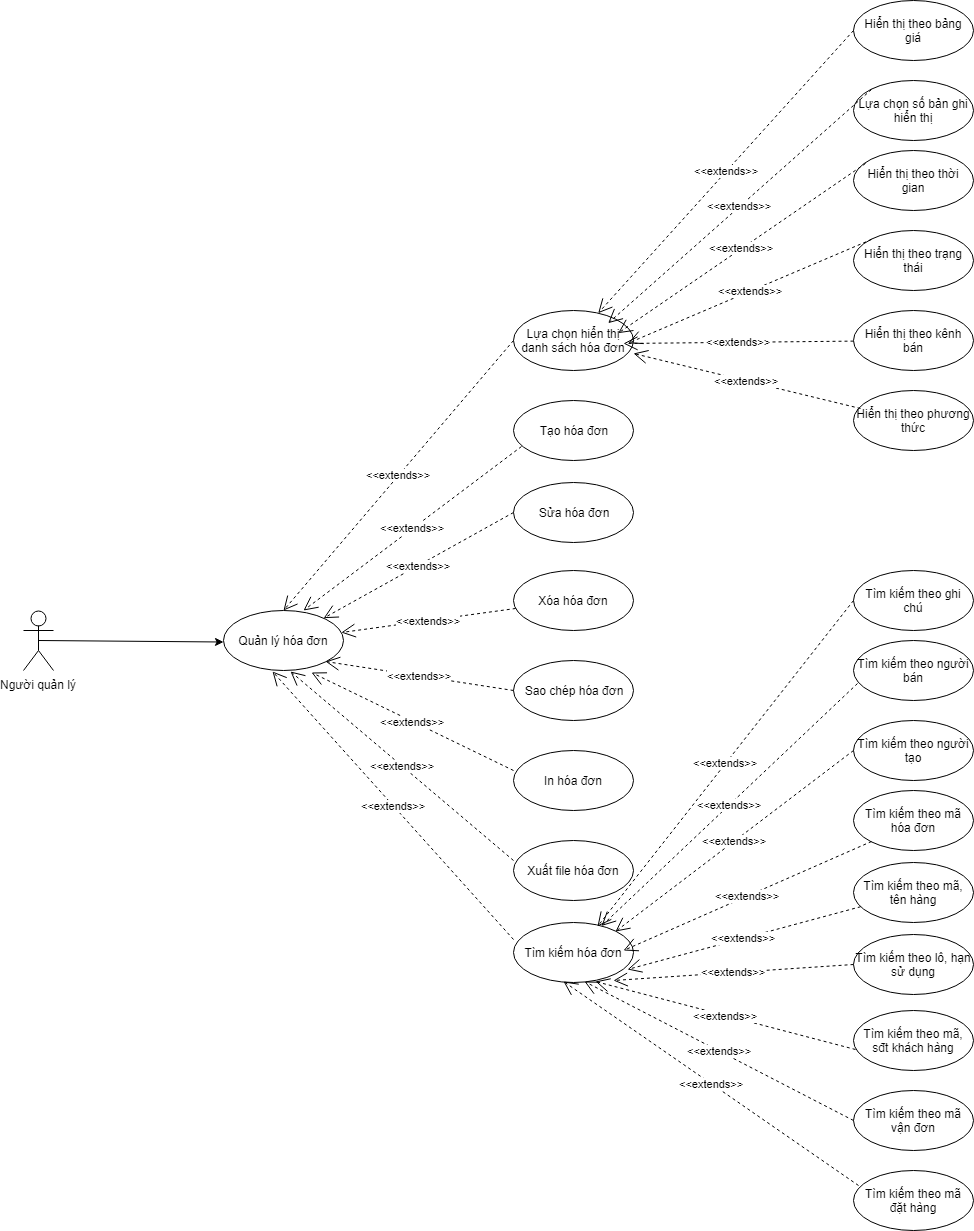 Hiển thị theo bảng
giá
Lựa chọn số bản ghi
hiển thị
<<extends>>
Hiển thị theo thời
gian
<<extends>>
<<extends>>
Hiển thị theo trạng
thái
<<extends>>
Lựa chọn hiển thị
danh sách hóa đơn
<<extends>>
Hiển thị theo kênh
bán
<<extends>>
Hiển thị theo phương
thức
Tạo hóa đơn
<<extends>>
Sửa hóa đơn
<<extends>>
<<extends>>
Xóa hóa đơn
Tìm kiếm theo ghi
chú
<<extends>>
Quản lý hóa đơn
Người quản lý
<<extends>>
Sao chép hóa đơn
Tìm kiếm theo người
bán
<<extends>>
Tìm kiếm theo người
tạo
<<extends>>
<<extends>>
In hóa đơn
<<extends>>
<<extends>>
Tìm kiếm theo mã
hóa đơn
<<extends>>
Xuất file hóa đơn
Tìm kiếm theo mã,
tên hàng
<<extends>>
<<extends>>
Tìm kiếm hóa đơn
Tìm kiếm theo lô, hạn
sử dụng
<<extends>>
<<extends>>
Tìm kiếm theo mã,
sđt khách hàng
<<extends>>
<<extends>>
Tìm kiếm theo mã
vận đơn
Tìm kiếm theo mã
đặt hàng